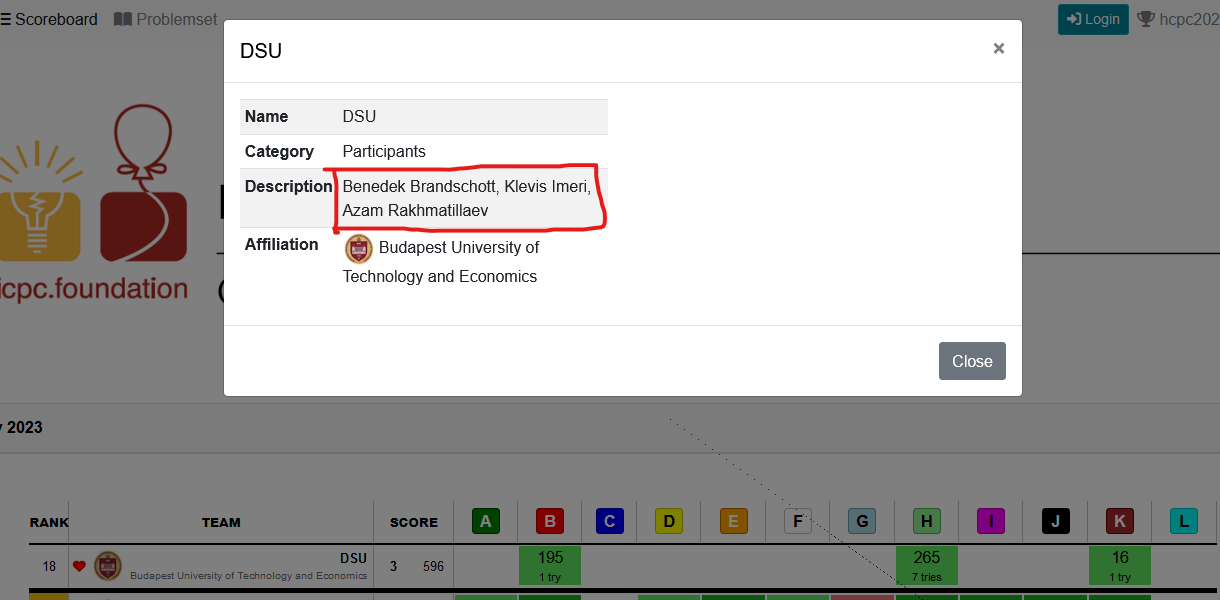 Scoreboard Problemset
Login
DSU
×
Name DSU
Category Participants
Description Benedek Brandschott, Klevis Imeri,
Azam Rakhmatillaev
Affiliation Budapest University of
Technology and Economics
icpc.foundation
Close
2023
RANK TEAM SCORE A B C D E F G H I J K L
18 DSU 3 596 195 265 16
Budapest University of Technology and Economics 1 try 7 tries 1 try